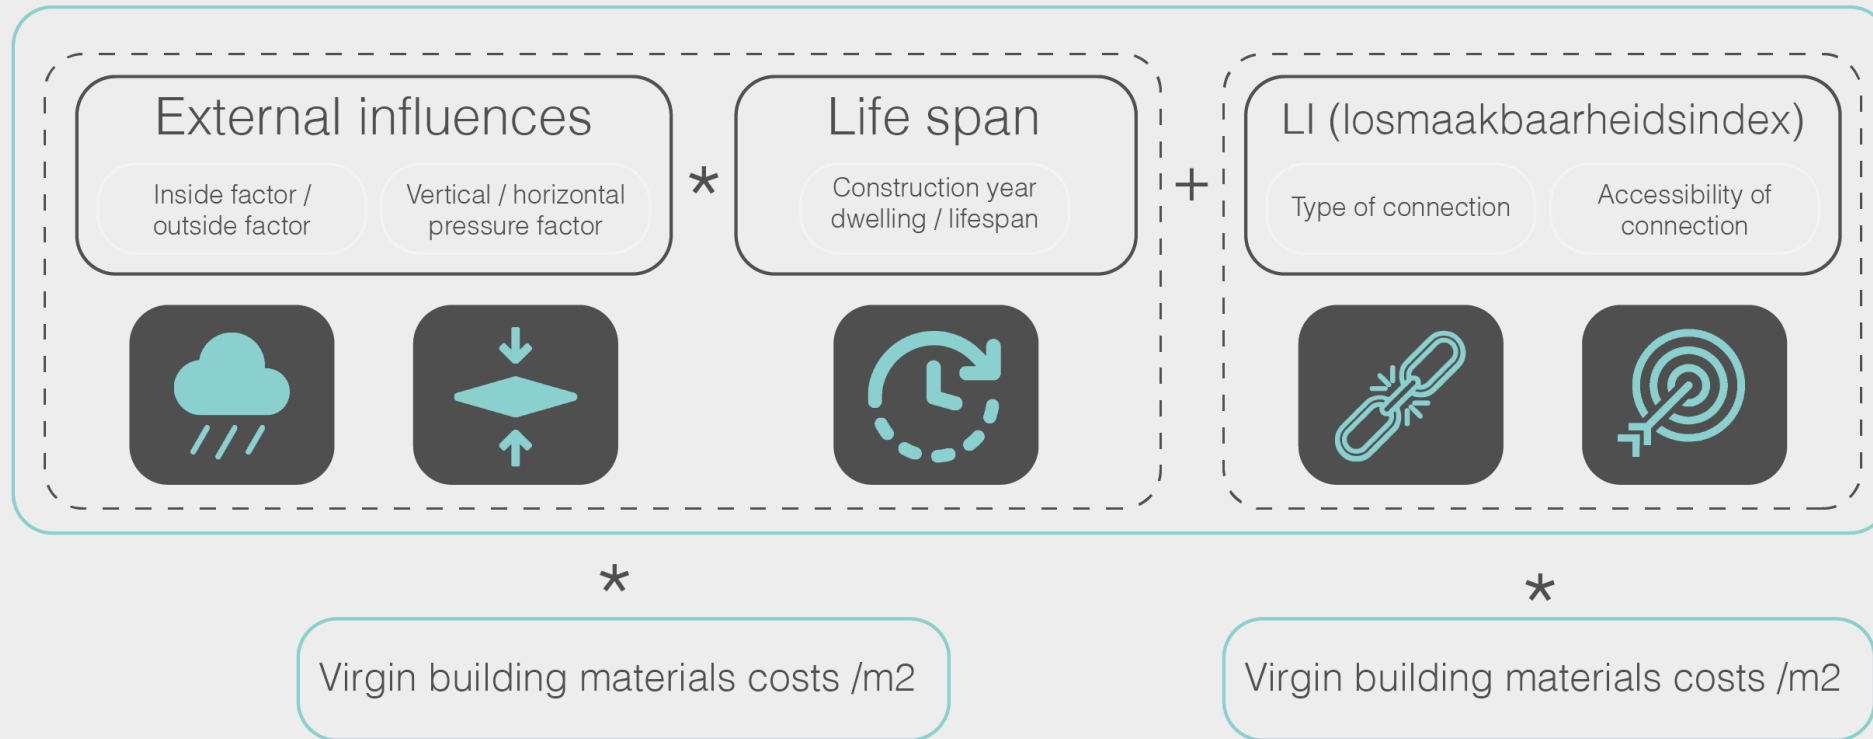 External influences
Inside factor /
outside factor
Vertical / horizontal
pressure factor
*
Life span
Construction year
dwelling / lifespan
+
LI (losmaakbaarheidsindex)
Type of connection
Accessibility of
connection
*
Virgin building materials costs /m2
*
Virgin building materials costs /m2